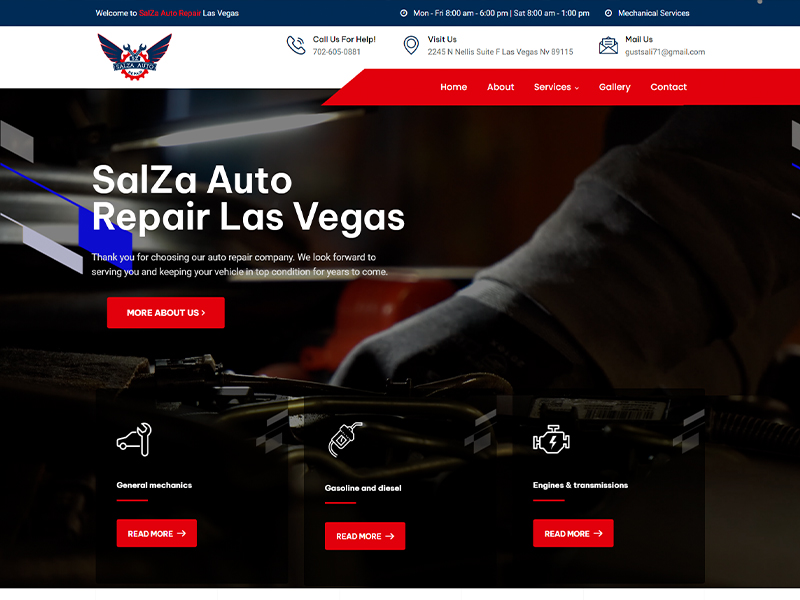 Welcome to SalZa Auto Repair Las Vegas
Mon - Fri 8:00 am - 6:00 pm | Sat 8:00 am - 1:00 pm
Mechanical Services
SALZA AUTO
REPAIR
Call Us For Help!
702-605-0881
Visit Us
2245 N Nellis Suite F Las Vegas Nv 89115
Mail Us
gustsali71@gmail.com
Home
About
Services
Gallery
Contact
SalZa Auto
Repair Las Vegas
Thank you for choosing our auto repair company. We look forward to
serving you and keeping your vehicle in top condition for years to come.
MORE ABOUT US
General mechanics
READ MORE
Gasoline and diesel
READ MORE
Engines & transmissions
READ MORE